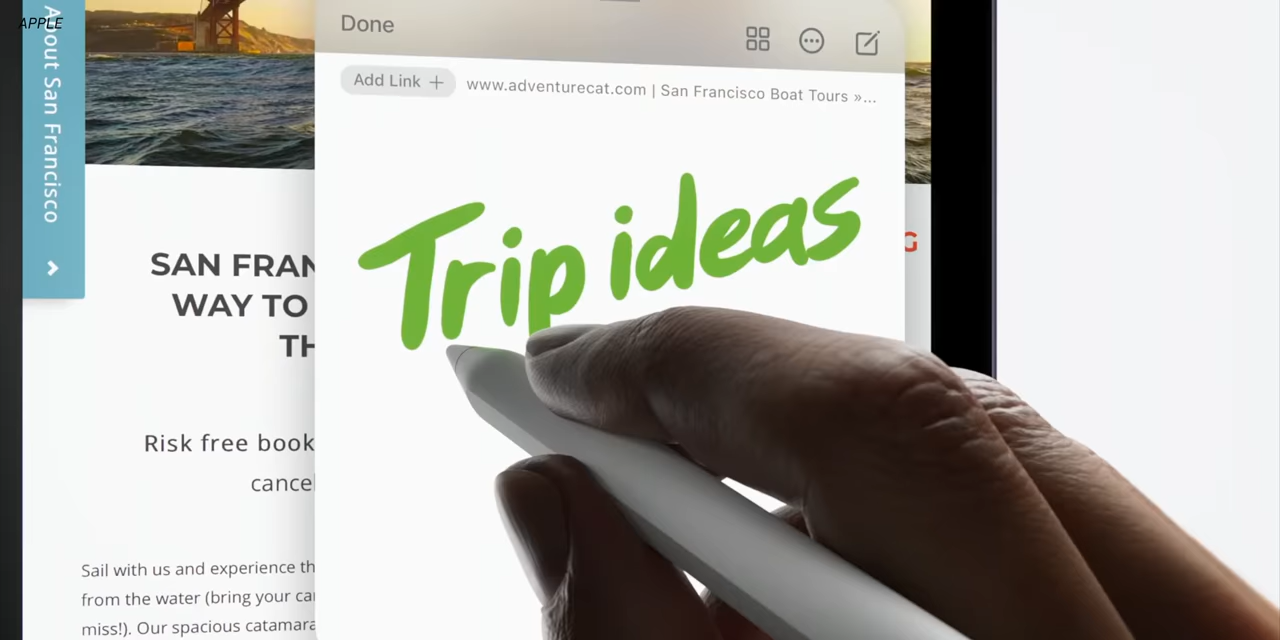 APPLE
About San Francisco
Done
Add Link +
www.adventurecat.com | San Francisco Boat Tours »...
Trip ideas
G
SAN FRAN
WAY TO
TH
Risk free book
cancel
Sail with us and experience th
from the water (bring your ca
miss!). Our spacious catamara